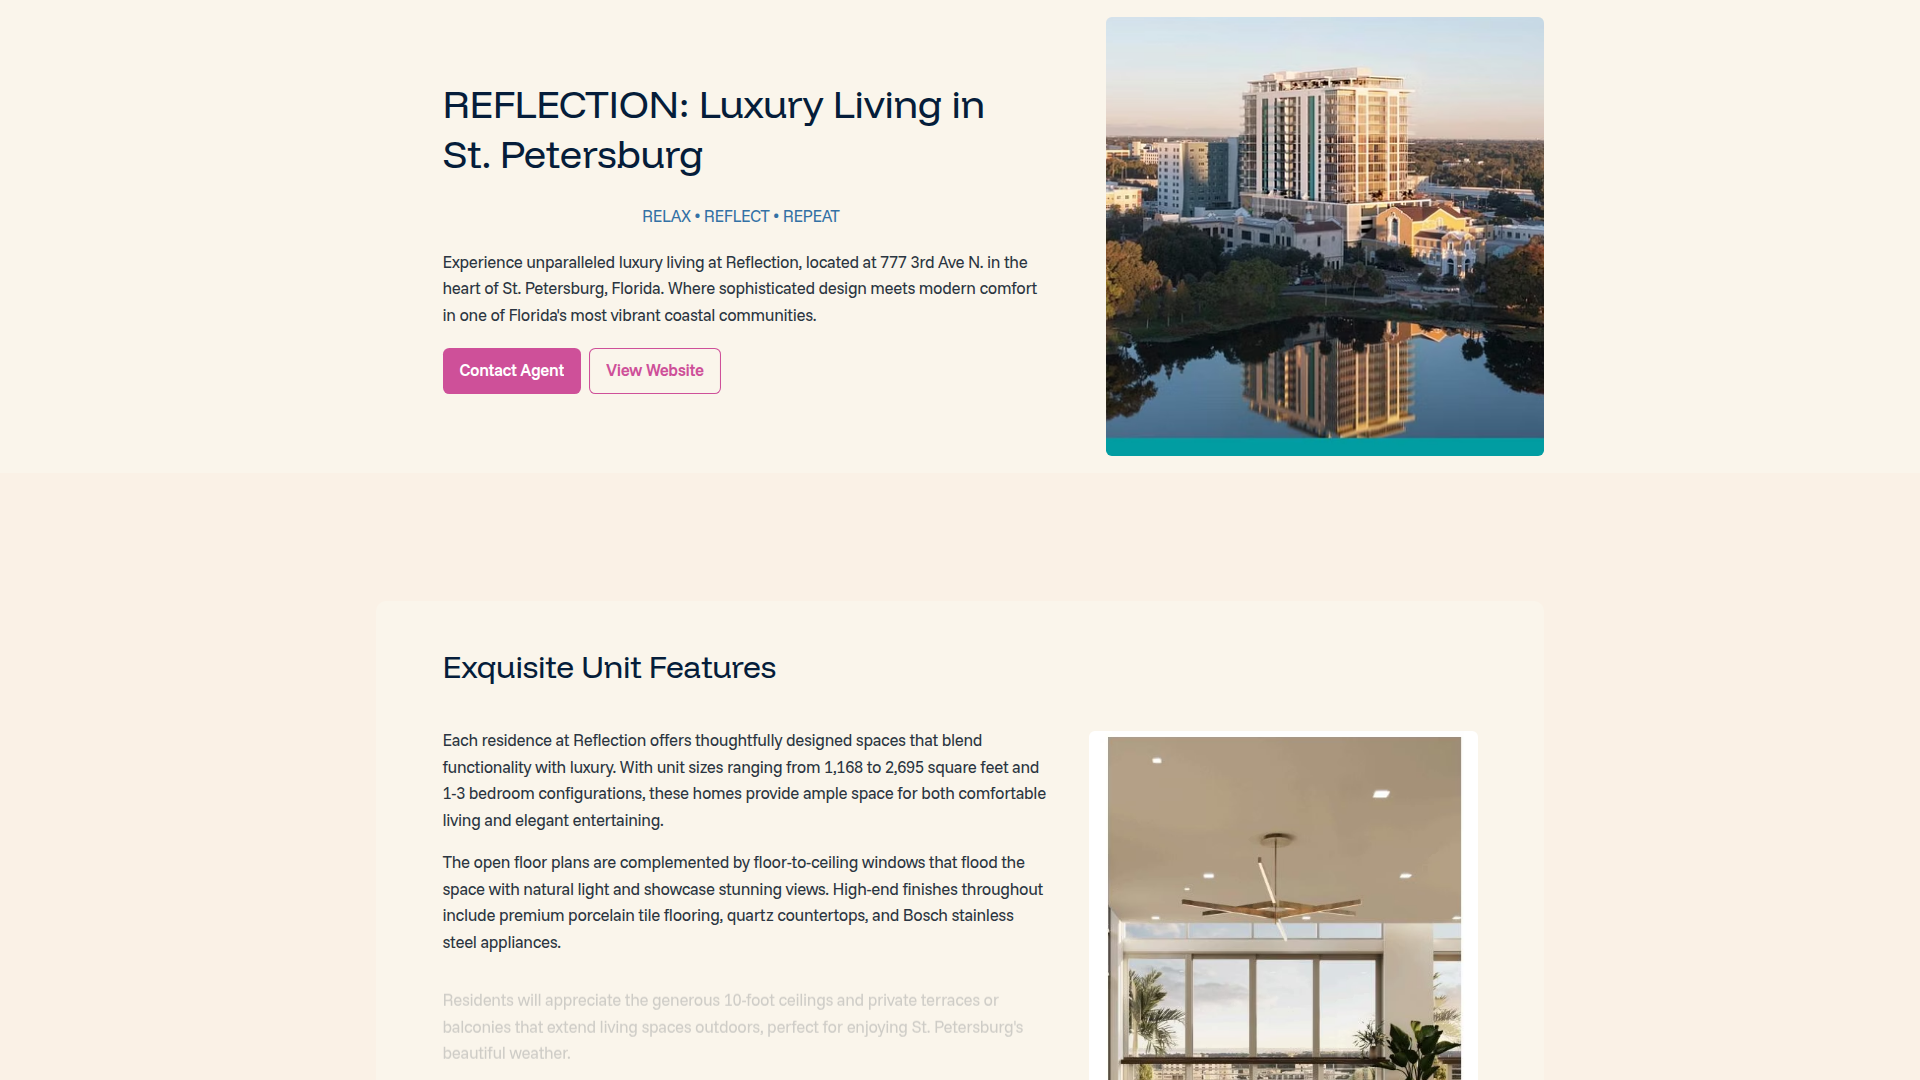 REFLECTION: Luxury Living in
St. Petersburg
RELAX • REFLECT • REPEAT
Experience unparalleled luxury living at Reflection, located at 777 3rd Ave N. in the
heart of St. Petersburg, Florida. Where sophisticated design meets modern comfort
in one of Florida's most vibrant coastal communities.
Contact Agent
View Website
Exquisite Unit Features
Each residence at Reflection offers thoughtfully designed spaces that blend
functionality with luxury. With unit sizes ranging from 1,168 to 2,695 square feet and
1-3 bedroom configurations, these homes provide ample space for both comfortable
living and elegant entertaining.
The open floor plans are complemented by floor-to-ceiling windows that flood the
space with natural light and showcase stunning views. High-end finishes throughout
include premium porcelain tile flooring, quartz countertops, and Bosch stainless
steel appliances.
Residents will appreciate the generous 10-foot ceilings and private terraces or
balconies that extend living spaces outdoors, perfect for enjoying St. Petersburg's
beautiful weather.